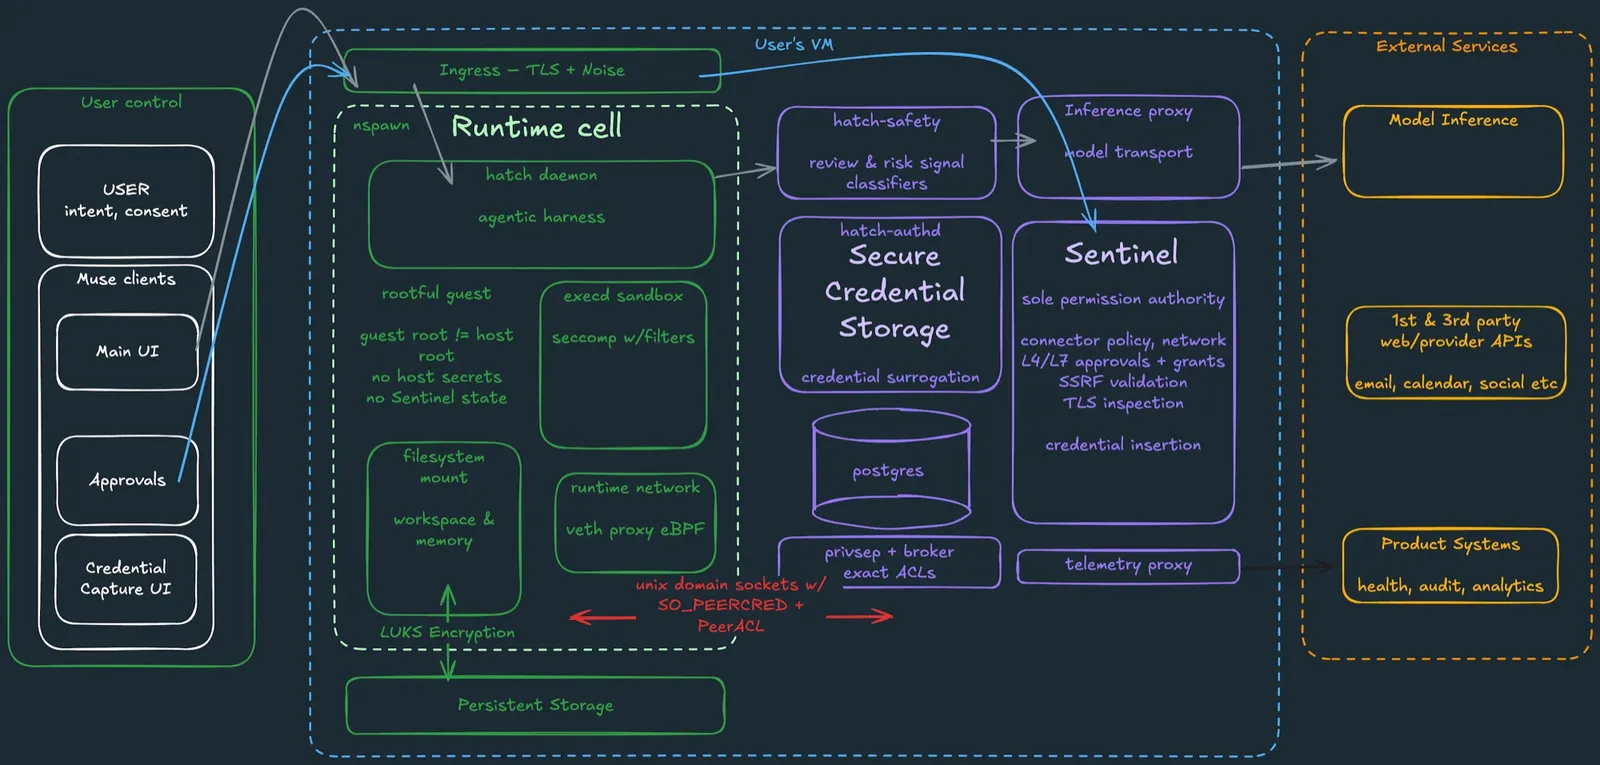 User control
USER
intent, consent
Muse clients
Main UI
Approvals
Credential
Capture UI
User's VM
Ingress — TLS + Noise
nspawn
Runtime cell
hatch daemon
agentic harness
rootful guest
guest root != host
root
no host secrets
no Sentinel state
execd sandbox
seccomp w/filters
filesystem
mount
workspace &
memory
runtime network
veth proxy eBPF
LUKS Encryption
Persistent Storage
unix domain sockets w/
SO_PEERCRED +
PeerACL
hatch-safety
review & risk signal
classifiers
Inference proxy
model transport
hatch-authd
Secure
Credential
Storage
credential surrogation
postgres
privsep + broker
exact ACLs
Sentinel
sole permission authority
connector policy, network
L4/L7 approvals + grants
SSRF validation
TLS inspection
credential insertion
telemetry proxy
External Services
Model Inference
1st & 3rd party
web/provider APIs
email, calendar, social etc
Product Systems
health, audit, analytics